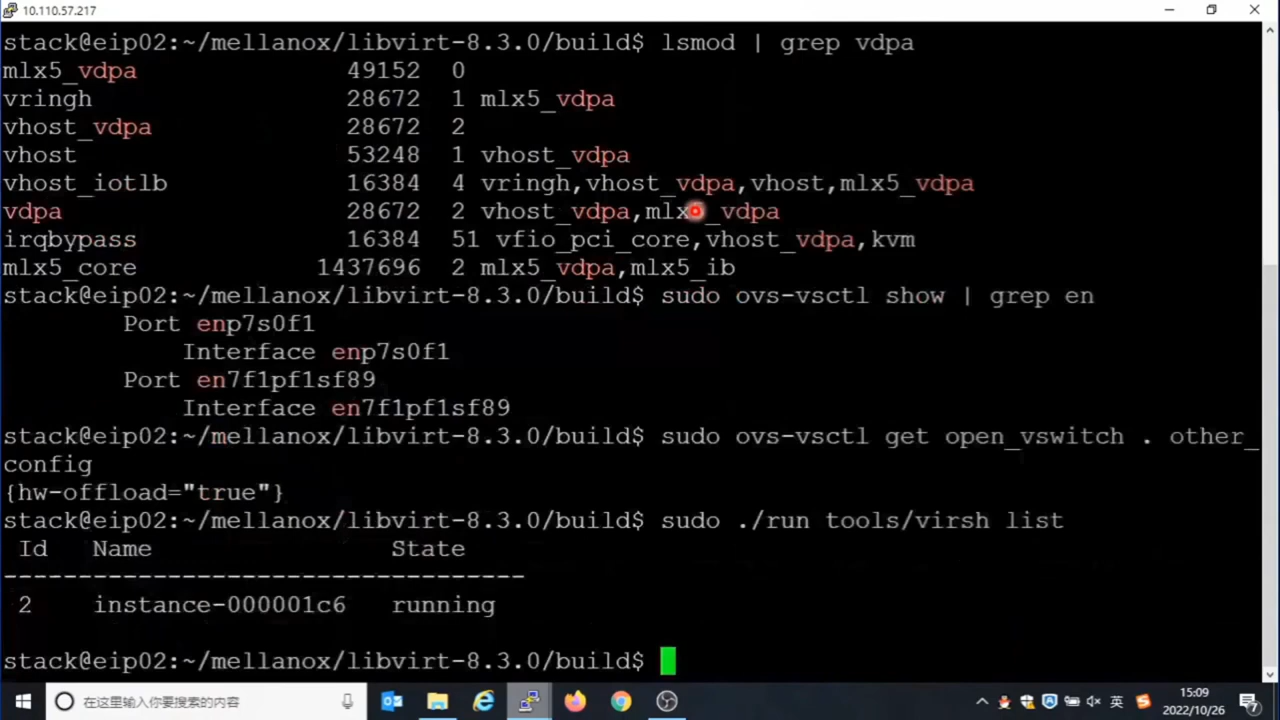 10.110.57.217
stack@eip02:~/mellanox/libvirt-8.3.0/build$ lsmod | grep vdpa
mlx5_vdpa 49152 0
vringh 28672 1 mlx5_vdpa
vhost_vdpa 28672 2
vhost 53248 1 vhost_vdpa
vhost_iotlb 16384 4 vringh,vhost_vdpa,vhost,mlx5_vdpa
vdpa 28672 2 vhost_vdpa,mlx5_vdpa
irqbypass 16384 51 vfio_pci_core,vhost_vdpa,kvm
mlx5_core 1437696 2 mlx5_vdpa,mlx5_ib
stack@eip02:~/mellanox/libvirt-8.3.0/build$ sudo ovs-vsctl show | grep en
Port enp7s0f1
Interface enp7s0f1
Port en7f1pf1sf89
Interface en7f1pf1sf89
stack@eip02:~/mellanox/libvirt-8.3.0/build$ sudo ovs-vsctl get open_vswitch . other_
config
{hw-offload="true"}
stack@eip02:~/mellanox/libvirt-8.3.0/build$ sudo ./run tools/virsh list
Id Name State
-----------------------------------
2 instance-000001c6 running
stack@eip02:~/mellanox/libvirt-8.3.0/build$
在这里输入你要搜索的内容
英
15:09
2022/10/26
7